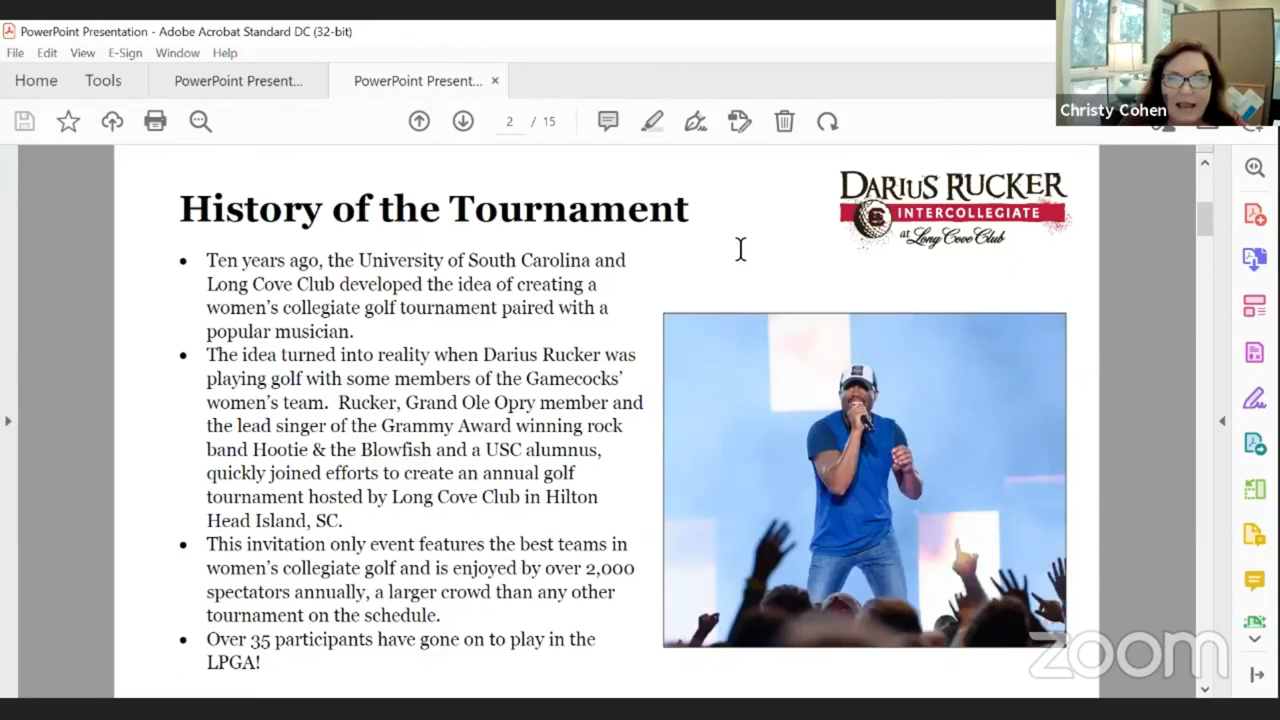 PowerPoint Presentation - Adobe Acrobat Standard DC (32-bit)
File Edit View E-Sign Window Help
Home Tools PowerPoint Present... PowerPoint Present... ×
Christy Cohen
2 / 15
DARIUS RUCKER
INTERCOLLEGIATE
at Long Cove Club
History of the Tournament
• Ten years ago, the University of South Carolina and
Long Cove Club developed the idea of creating a
women's collegiate golf tournament paired with a
popular musician.
• The idea turned into reality when Darius Rucker was
playing golf with some members of the Gamecocks'
women's team. Rucker, Grand Ole Opry member and
the lead singer of the Grammy Award winning rock
band Hootie & the Blowfish and a USC alumnus,
quickly joined efforts to create an annual golf
tournament hosted by Long Cove Club in Hilton
Head Island, SC.
• This invitation only event features the best teams in
women's collegiate golf and is enjoyed by over 2,000
spectators annually, a larger crowd than any other
tournament on the schedule.
• Over 35 participants have gone on to play in the
LPGA!
zoom